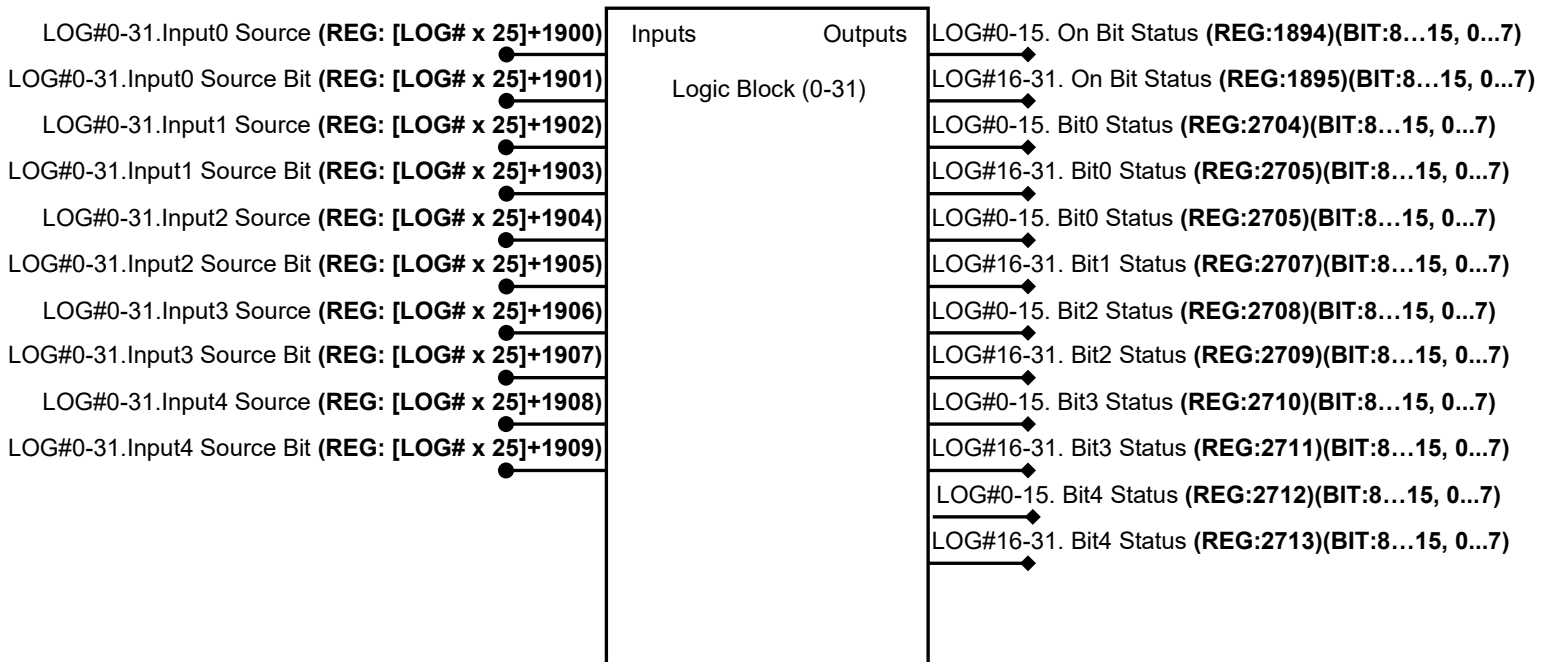 LOG#0-31.Input0 Source (REG: [LOG# x 25]+1900)
LOG#0-31.Input0 Source Bit (REG: [LOG# x 25]+1901)
LOG#0-31.Input1 Source (REG: [LOG# x 25]+1902)
LOG#0-31.Input1 Source Bit (REG: [LOG# x 25]+1903)
LOG#0-31.Input2 Source (REG: [LOG# x 25]+1904)
LOG#0-31.Input2 Source Bit (REG: [LOG# x 25]+1905)
LOG#0-31.Input3 Source (REG: [LOG# x 25]+1906)
LOG#0-31.Input3 Source Bit (REG: [LOG# x 25]+1907)
LOG#0-31.Input4 Source (REG: [LOG# x 25]+1908)
LOG#0-31.Input4 Source Bit (REG: [LOG# x 25]+1909)
Inputs Outputs
Logic Block (0-31)
LOG#0-15. On Bit Status (REG:1894)(BIT:8…15, 0...7)
LOG#16-31. On Bit Status (REG:1895)(BIT:8…15, 0...7)
LOG#0-15. Bit0 Status (REG:2704)(BIT:8…15, 0...7)
LOG#16-31. Bit0 Status (REG:2705)(BIT:8…15, 0...7)
LOG#0-15. Bit0 Status (REG:2705)(BIT:8…15, 0...7)
LOG#16-31. Bit1 Status (REG:2707)(BIT:8…15, 0...7)
LOG#0-15. Bit2 Status (REG:2708)(BIT:8…15, 0...7)
LOG#16-31. Bit2 Status (REG:2709)(BIT:8…15, 0...7)
LOG#0-15. Bit3 Status (REG:2710)(BIT:8…15, 0...7)
LOG#16-31. Bit3 Status (REG:2711)(BIT:8…15, 0...7)
LOG#0-15. Bit4 Status (REG:2712)(BIT:8…15, 0...7)
LOG#16-31. Bit4 Status (REG:2713)(BIT:8…15, 0...7)